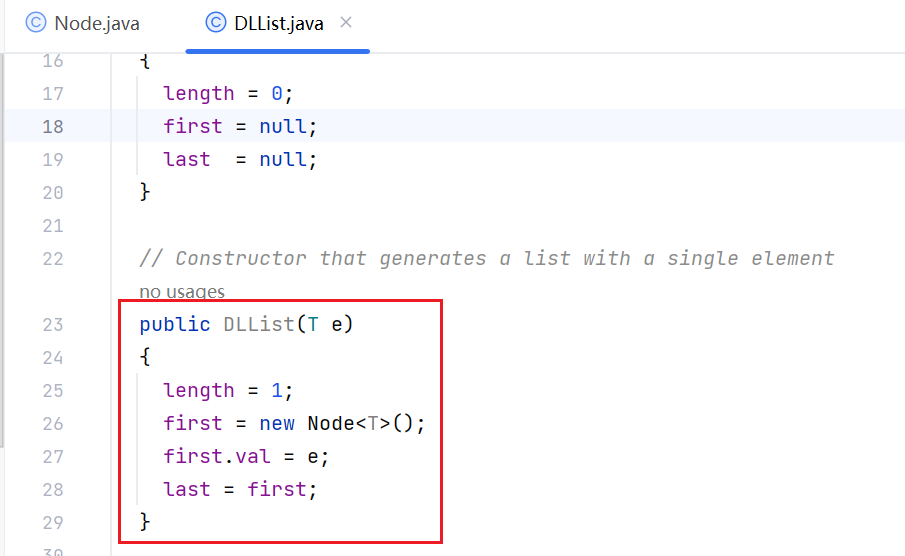 Node.java DLList.java
16 {
17 length = 0;
18 first = null;
19 last  = null;
20 }
21
22 // Constructor that generates a list with a single element
no usages
23 public DLList(T e)
24 {
25 length = 1;
26 first = new Node<T>();
27 first.val = e;
28 last = first;
29 }
30